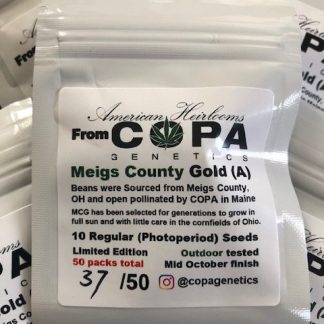 American Heirlooms
From COPA
GENETICS
Meigs County Gold (A)
Beans were Sourced from Meigs County,
OH and open pollinated by COPA in Maine
MCG has been selected for generations to grow in
full sun and with little care in the cornfields of Ohio.
10 Regular (Photoperiod) Seeds
Limited Edition Outdoor tested
50 packs total Mid October finish
37 /50 @copagenetics